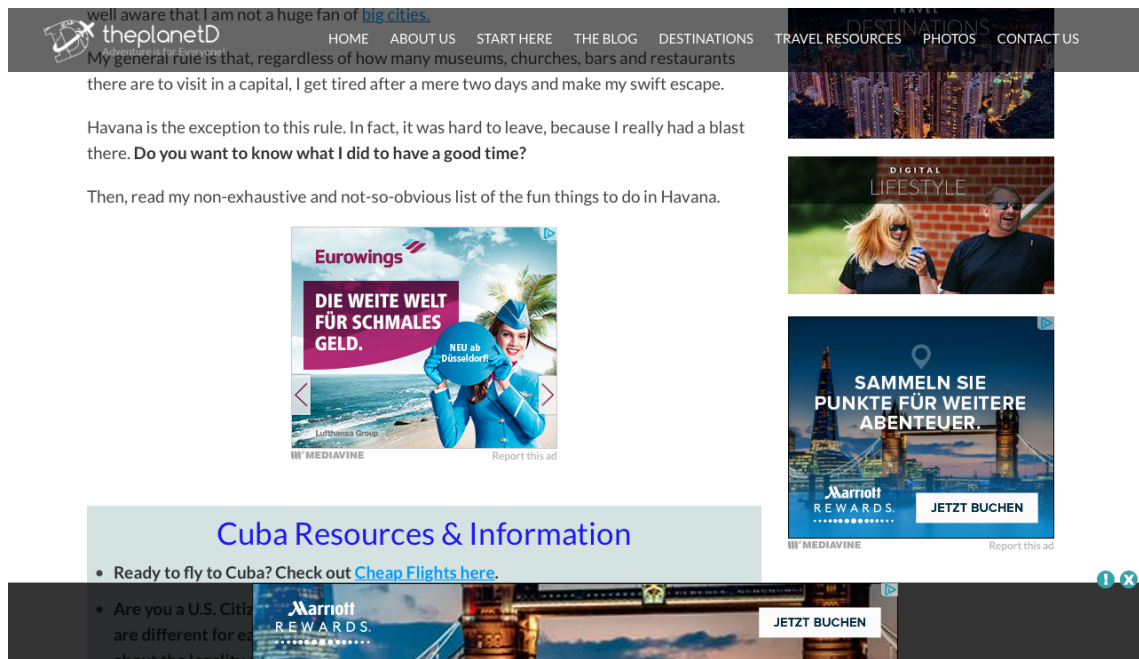 well aware that I am not a huge fan of big cities.
theplanetD
Adventure is for Everyone!
HOME ABOUT US START HERE THE BLOG DESTINATIONS TRAVEL RESOURCES PHOTOS CONTACT US
My general rule is that, regardless of how many museums, churches, bars and restaurants
there are to visit in a capital, I get tired after a mere two days and make my swift escape.
Havana is the exception to this rule. In fact, it was hard to leave, because I really had a blast
there. Do you want to know what I did to have a good time?
Then, read my non-exhaustive and not-so-obvious list of the fun things to do in Havana.
Eurowings
DIE WEITE WELT
FÜR SCHMALES
GELD.
NEU ab
Düsseldorf!
Lufthansa Group
MEDIAVINE
Report this ad
Cuba Resources & Information
• Ready to fly to Cuba? Check out Cheap Flights here.
• Are you a U.S. Citiz
are different for ea
TRAVEL
DESTINATIONS
DIGITAL
LIFESTYLE
SAMMELN SIE
PUNKTE FÜR WEITERE
ABENTEUER.
Marriott
REWARDS.
JETZT BUCHEN
MEDIAVINE
Report this ad
Marriott
REWARDS.
JETZT BUCHEN